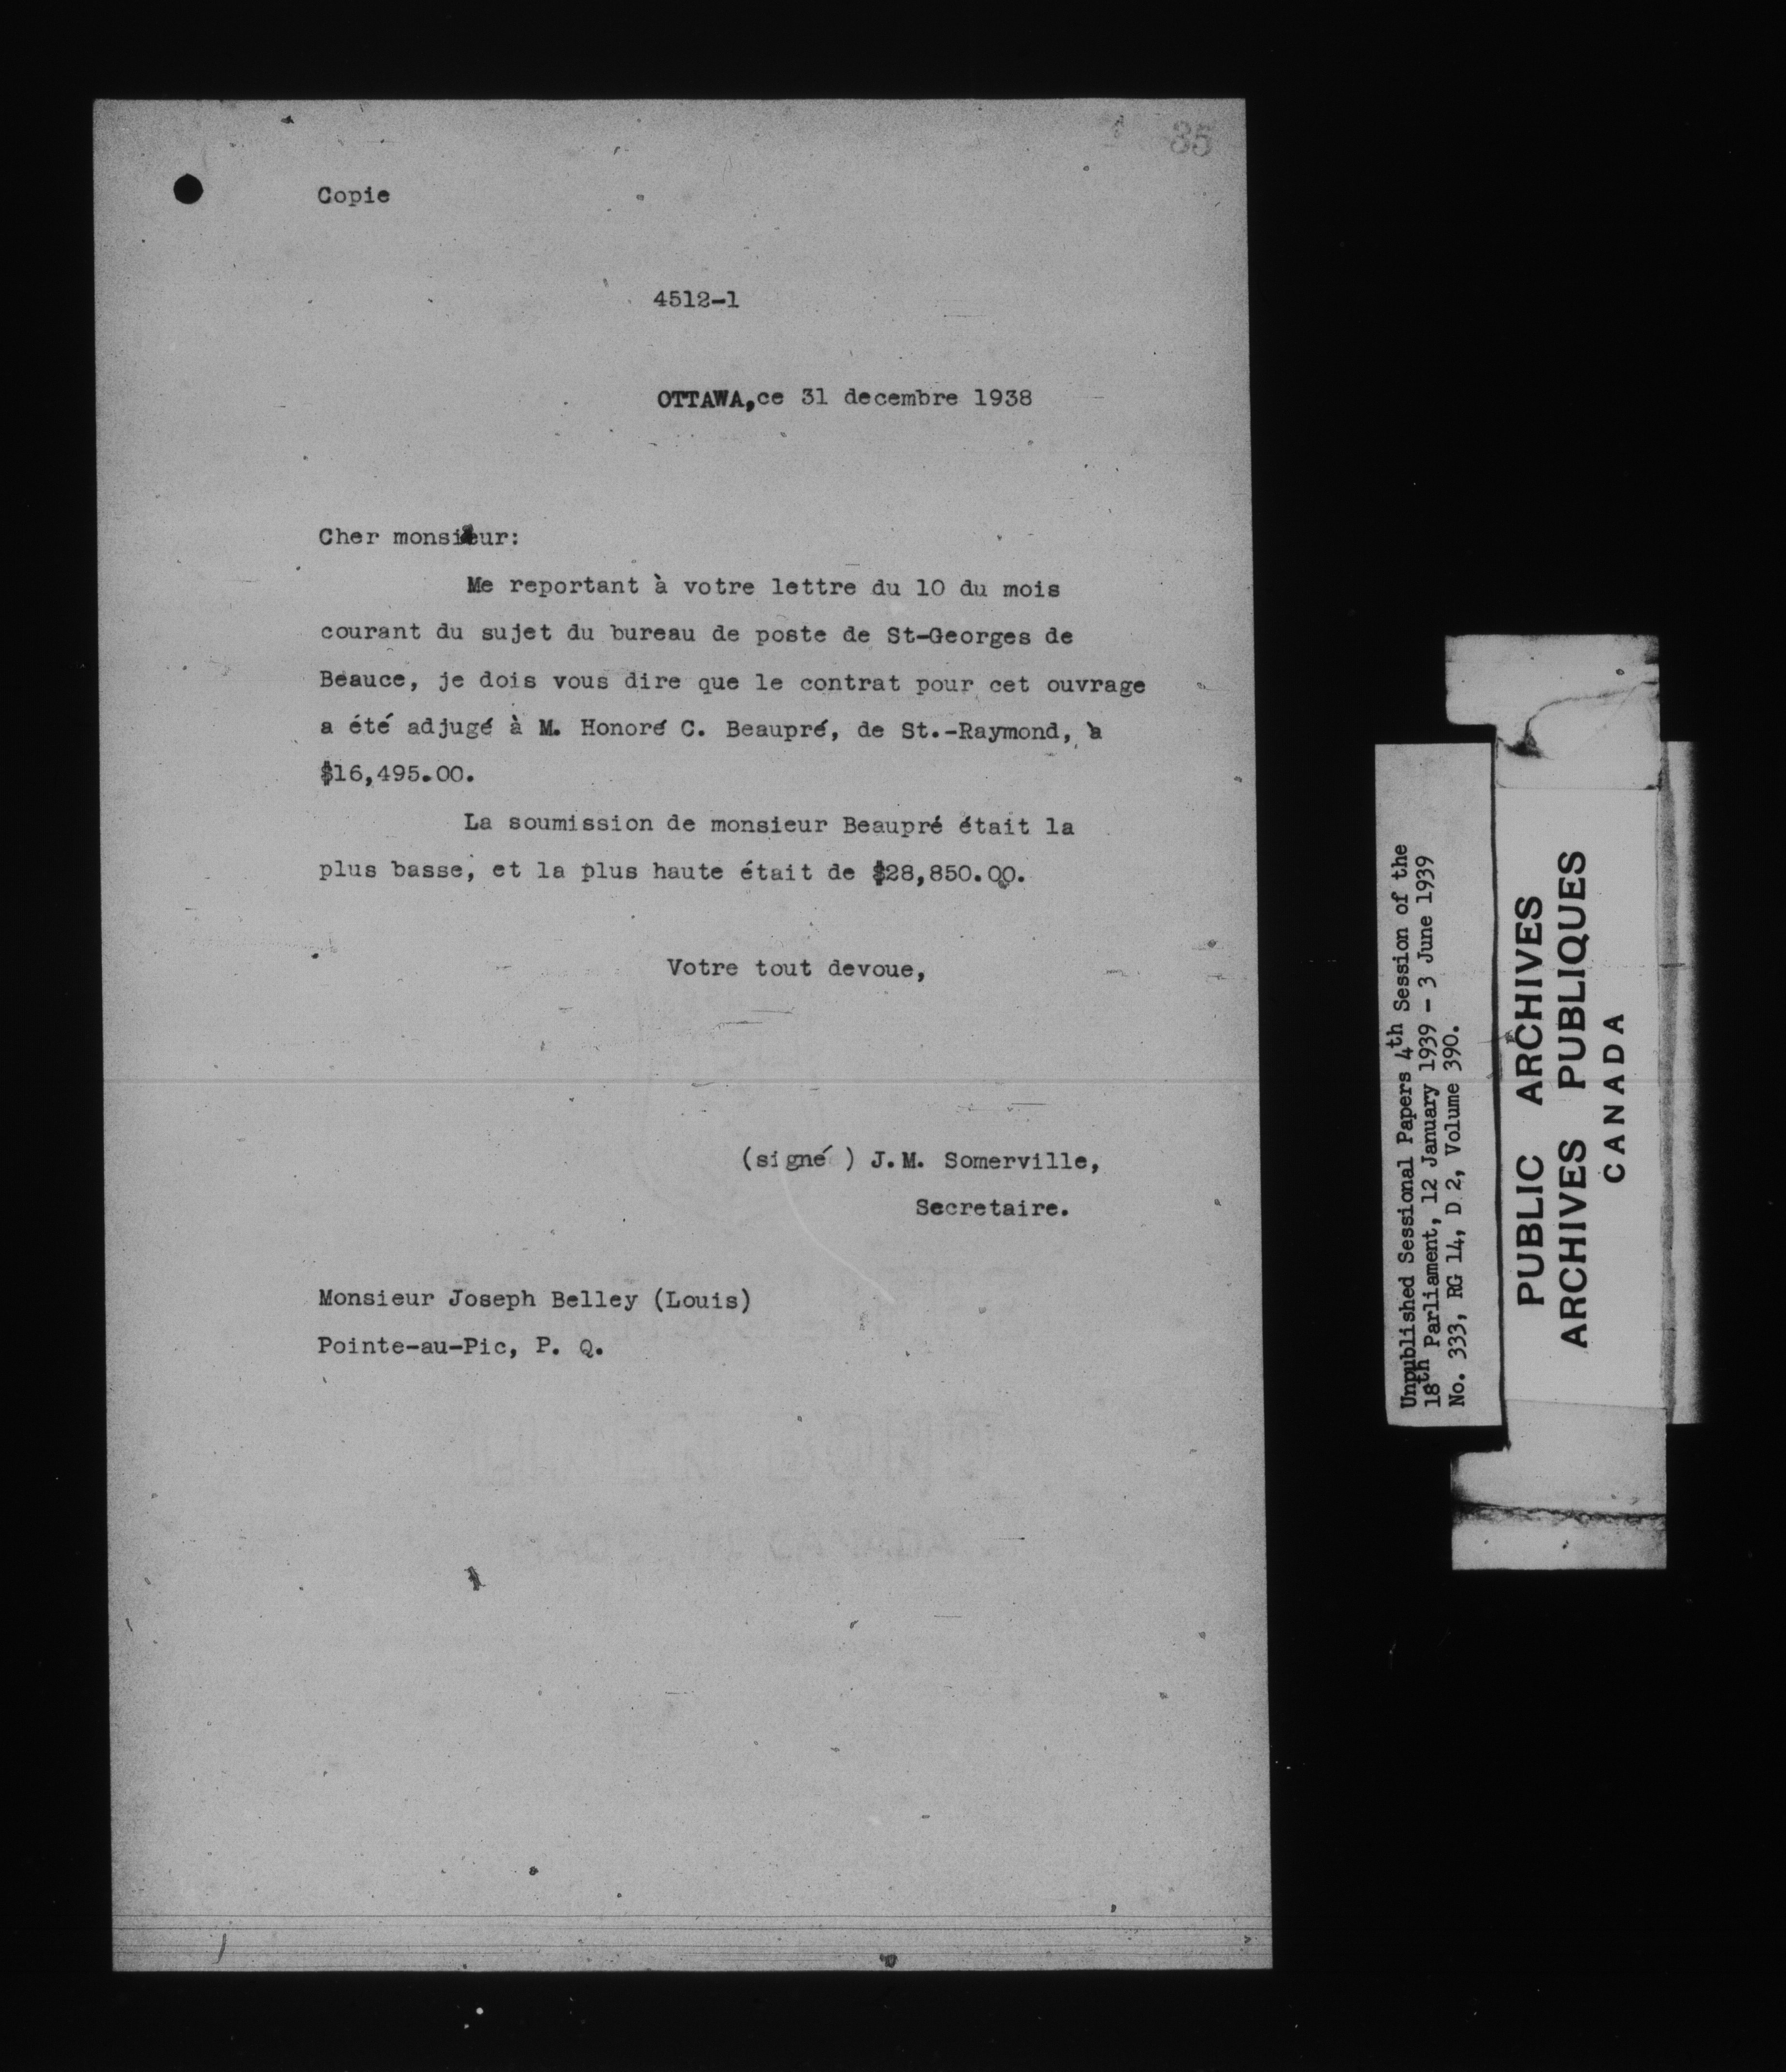 35
Copie
4512-1
OTTAWA,ce 31 decembre 1938
Cher monsieur:
Me reportant à votre lettre du 10 du mois
courant du sujet du bureau de poste de St-Georges de
Beauce, je dois vous dire que le contrat pour cet ouvrage
a été adjugé à M. Honoré C. Beaupré, de St.-Raymond, à
$16,495.00.
La soumission de monsieur Beaupré était la
plus basse, et la plus haute était de $28,850.00.
Votre tout devoue,
(signé ) J.M. Somerville,
Secretaire.
Monsieur Joseph Belley (Louis)
Pointe-au-Pic, P. Q.
Unpublished Sessional Papers 4th Session of the
18th Parliament, 12 January 1939 - 3 June 1939
No. 333, RG 14, D 2, Volume 390.
PUBLIC ARCHIVES
ARCHIVES PUBLIQUES
CANADA